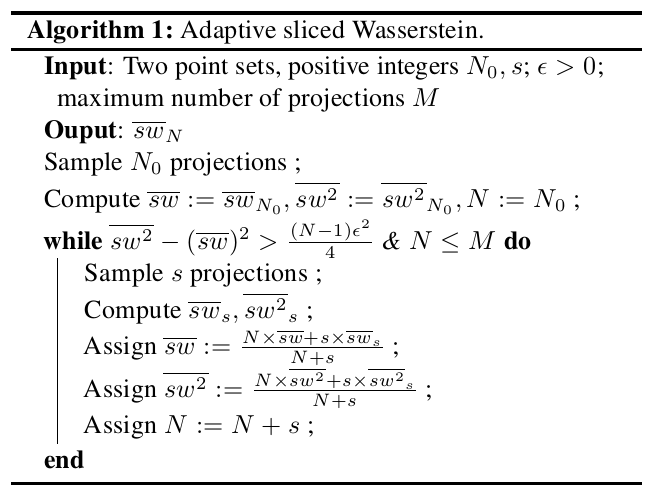 Algorithm 1: Adaptive sliced Wasserstein.
Input: Two point sets, positive integers $N_0, s$; $\epsilon > 0$;
maximum number of projections $M$
Ouput: $\overline{sw}_N$
Sample $N_0$ projections ;
Compute $\overline{sw} := \overline{sw}_{N_0}, \overline{sw^2} := \overline{sw^2}_{N_0}, N := N_0$ ;
while $\overline{sw^2} - (\overline{sw})^2 > \frac{(N-1)\epsilon^2}{4}$ & $N \leq M$ do
Sample $s$ projections ;
Compute $\overline{sw}_s, \overline{sw^2}_s$ ;
Assign $\overline{sw} := \frac{N \times \overline{sw} + s \times \overline{sw}_s}{N+s}$ ;
Assign $\overline{sw^2} := \frac{N \times \overline{sw^2} + s \times \overline{sw^2}_s}{N+s}$ ;
Assign $N := N + s$ ;
end